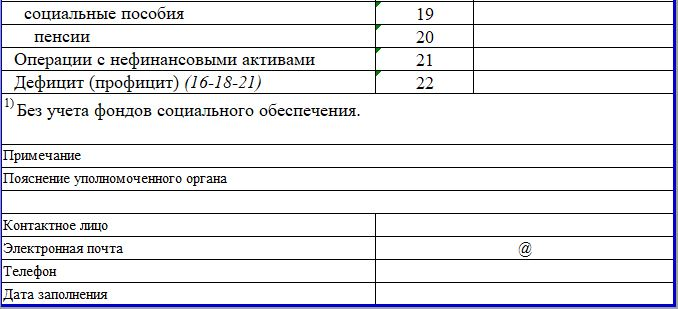 социальные пособия 19
пенсии 20
Операции с нефинансовыми активами 21
Дефицит (профицит) (16-18-21) 22
1) Без учета фондов социального обеспечения.
Примечание
Пояснение уполномоченного органа
Контактное лицо
Электронная почта @
Телефон
Дата заполнения